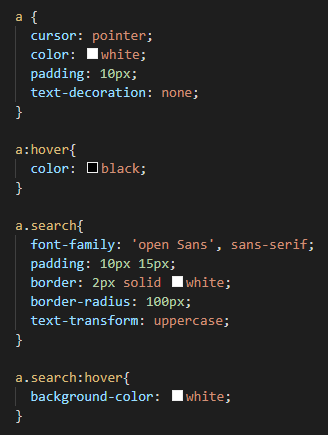 a {
cursor: pointer;
color: white;
padding: 10px;
text-decoration: none;
}
a:hover{
color: black;
}
a.search{
font-family: 'open Sans', sans-serif;
padding: 10px 15px;
border: 2px solid white;
border-radius: 100px;
text-transform: uppercase;
}
a.search:hover{
background-color: white;
}